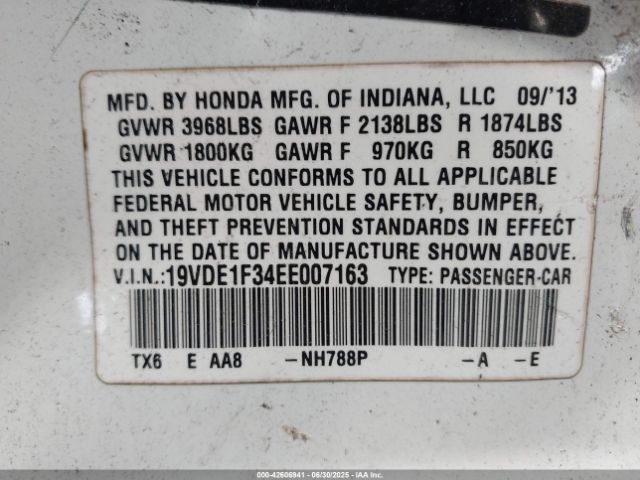 MFD. BY HONDA MFG. OF INDIANA, LLC 09/'13
GVWR 3968LBS GAWR F 2138LBS R 1874LBS
GVWR 1800KG GAWR F 970KG R 850KG
THIS VEHICLE CONFORMS TO ALL APPLICABLE
FEDERAL MOTOR VEHICLE SAFETY, BUMPER,
AND THEFT PREVENTION STANDARDS IN EFFECT
ON THE DATE OF MANUFACTURE SHOWN ABOVE.
V.I.N.:19VDE1F34EE007163 TYPE: PASSENGER-CAR
TX6 E AA8 -NH788P -A -E
000-42606941 - 06/30/2025 - IAAI.COM